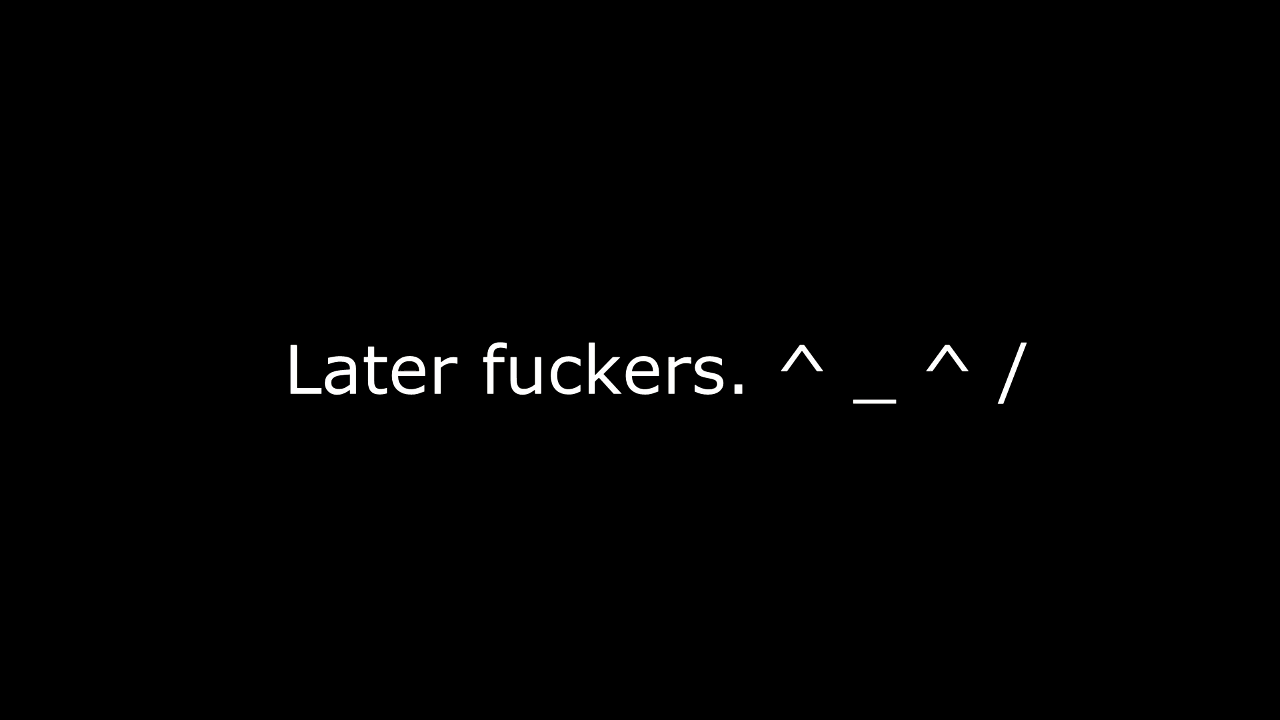 Later fuckers. ^ _ ^ /